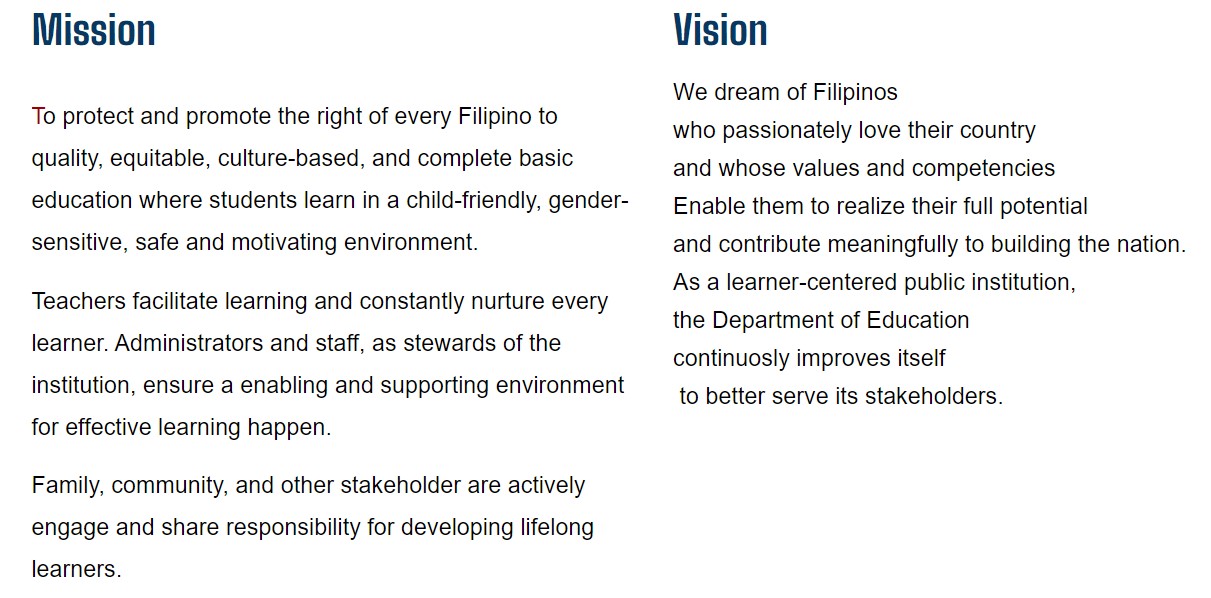 Mission
To protect and promote the right of every Filipino to
quality, equitable, culture-based, and complete basic
education where students learn in a child-friendly, gender-
sensitive, safe and motivating environment.
Teachers facilitate learning and constantly nurture every
learner. Administrators and staff, as stewards of the
institution, ensure a enabling and supporting environment
for effective learning happen.
Family, community, and other stakeholder are actively
engage and share responsibility for developing lifelong
learners.
Vision
We dream of Filipinos
who passionately love their country
and whose values and competencies
Enable them to realize their full potential
and contribute meaningfully to building the nation.
As a learner-centered public institution,
the Department of Education
continuosly improves itself
to better serve its stakeholders.